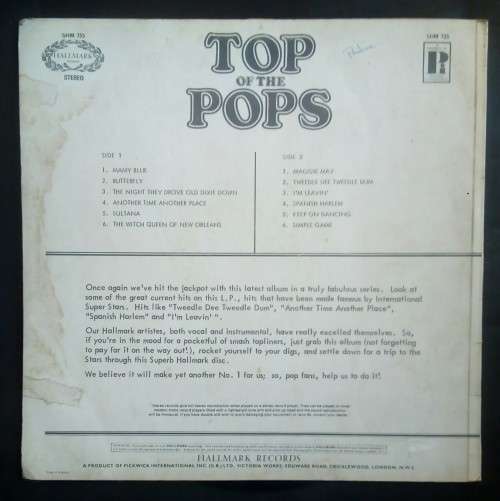 SHM 755
HALLMARK
STEREO
TOP
OF THE
POPS
SHM 755
SIDE 1
1. MAMY BLUE
2. BUTTERFLY
3. THE NIGHT THEY DROVE OLD DIXIE DOWN
4. ANOTHER TIME ANOTHER PLACE
5. SULTANA
6. THE WITCH QUEEN OF NEW ORLEANS
SIDE 2
1. MAGGIE MAY
2. TWEEDLE DEE TWEEDLE DUM
3. I'M LEAVIN'
4. SPANISH HARLEM
5. KEEP ON DANCING
6. SIMPLE GAME
Once again we've hit the jackpot with this latest album in a truly fabulous series. Look at
some of the great current hits on this L.P., hits that have been made famous by international
Super Stars. Hits like "Tweedle Dee Tweedle Dum", "Another Time Another Place",
"Spanish Harlem" and "I'm Leavin' ".
Our Hallmark artistes, both vocal and instrumental, have really excelled themselves. So,
if you're in the mood for a pocketful of smash topliners, just grab this album (not forgetting
to pay for it on the way out!), rocket yourself to your digs, and settle down for a trip to the
Stars through this Superb Hallmark disc.
We believe it will make yet another No. 1 for us; so, pop fans, help us to do it!
HALLMARK RECORDS
A PRODUCT OF PICKWICK INTERNATIONAL INC. (G.B.) LTD., VICTORIA WORKS, EDGWARE ROAD, CRICKLEWOOD, LONDON, N.W.2